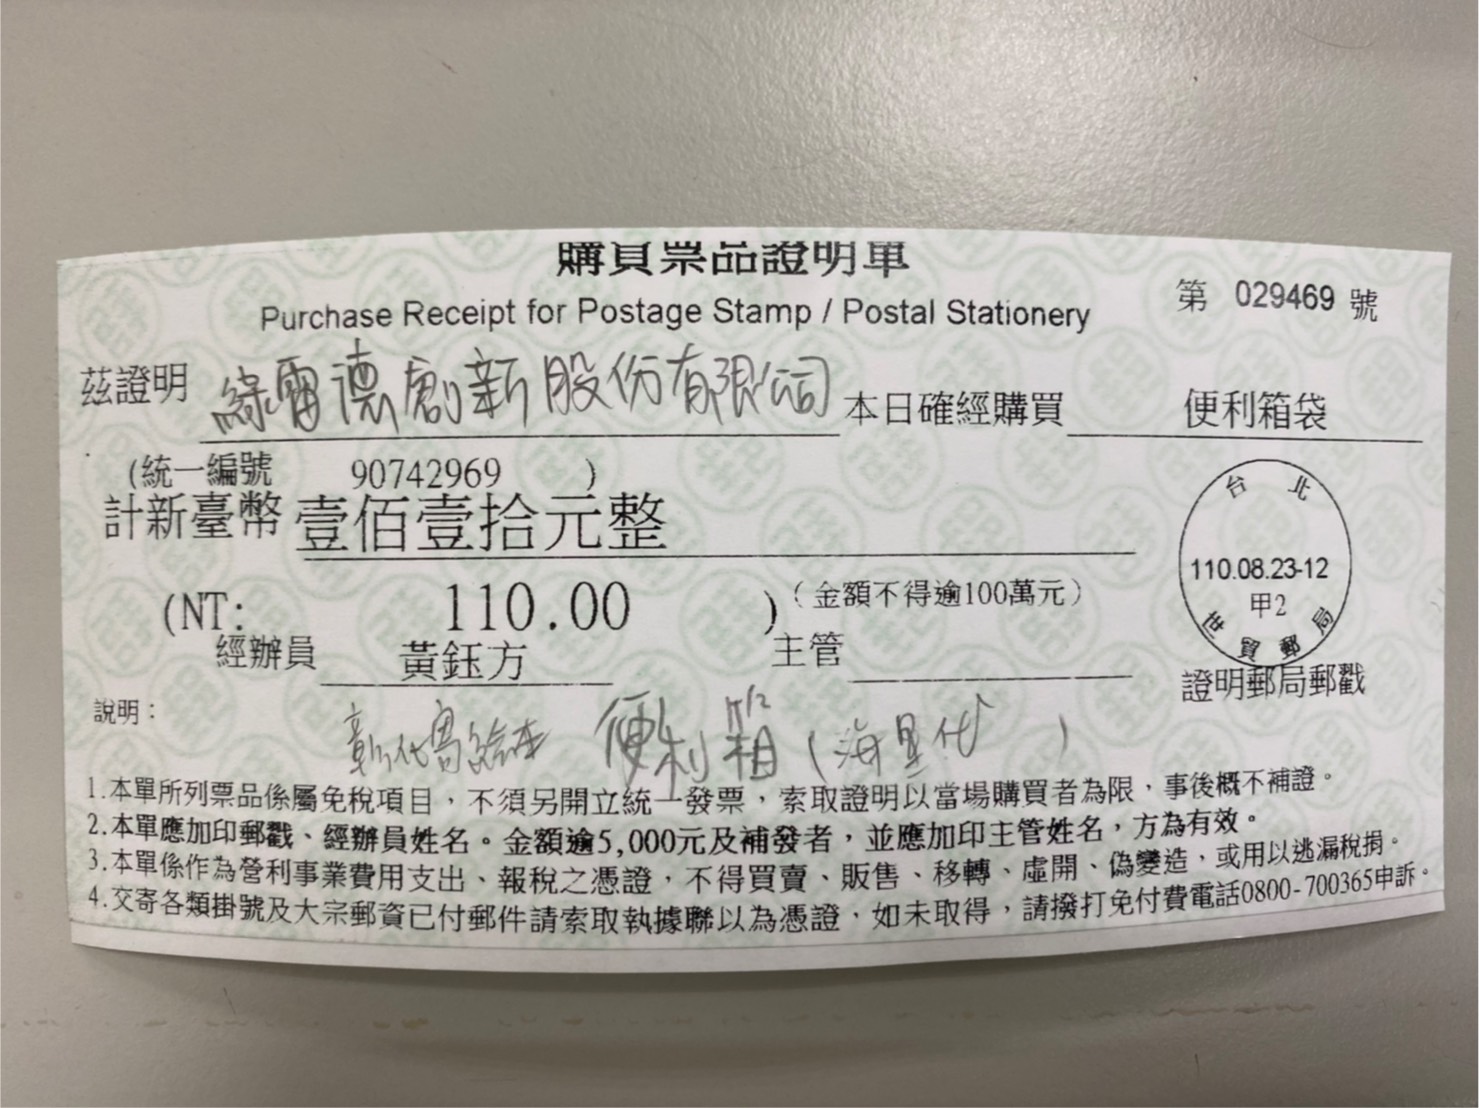 購買票品證明單
Purchase Receipt for Postage Stamp / Postal Stationery
第 029469 號
茲證明 綠雷德創新股份有限公司 本日確經購買 便利箱袋
(統一編號 90742969 )
計新臺幣 壹佰壹拾元整
(NT: 110.00 ) (金額不得逾100萬元)
經辦員 黃鈺方 主管
台北
110.08.23-12
甲2
世貿郵局
證明郵局郵戳
說明：
便利箱
1.本單所列票品係屬免稅項目，不須另開立統一發票，索取證明以當場購買者為限，事後概不補證。
2.本單應加印郵戳、經辦員姓名。金額逾5,000元及補發者，並應加印主管姓名，方為有效。
3.本單係作為營利事業費用支出、報稅之憑證，不得買賣、販售、移轉、虛開、偽變造，或用以逃漏稅捐。
4.交寄各類掛號及大宗郵資已付郵件請索取執據聯以為憑證，如未取得，請撥打免付費電話0800-700365申訴。